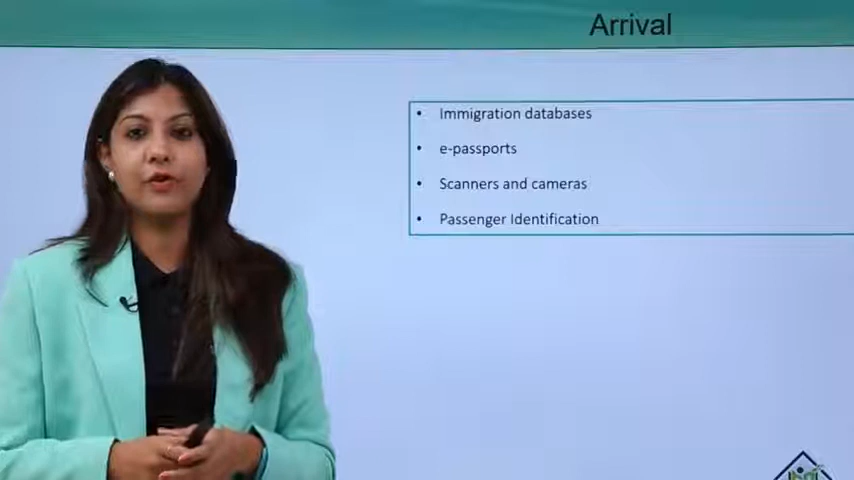 Arrival
• Immigration databases
• e-passports
• Scanners and cameras
• Passenger Identification